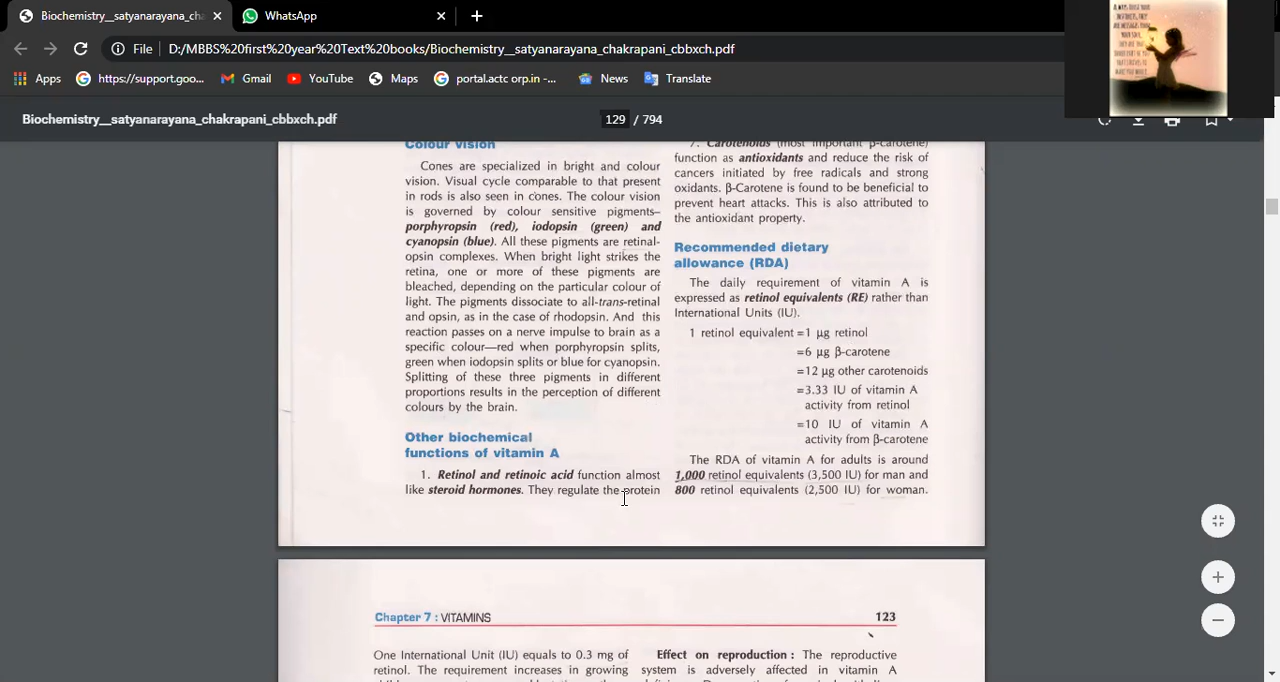 Biochemistry_satyanarayana_cha
WhatsApp
File
D:/MBBS%20first%20year%20Text%20books/Biochemistry__satyanarayana_chakrapani_cbbxch.pdf
Apps
https://support.goo...
Gmail
YouTube
Maps
portal.actc orp.in -...
News
Translate
Biochemistry__satyanarayana_chakrapani_cbbxch.pdf
129 / 794
Colour vision
Cones are specialized in bright and colour
vision. Visual cycle comparable to that present
in rods is also seen in cones. The colour vision
is governed by colour sensitive pigments–
porphyropsin (red), iodopsin (green) and
cyanopsin (blue). All these pigments are retinal-
opsin complexes. When bright light strikes the
retina, one or more of these pigments are
bleached, depending on the particular colour of
light. The pigments dissociate to all-trans-retinal
and opsin, as in the case of rhodopsin. And this
reaction passes on a nerve impulse to brain as a
specific colour—red when porphyropsin splits,
green when iodopsin splits or blue for cyanopsin.
Splitting of these three pigments in different
proportions results in the perception of different
colours by the brain.
Other biochemical
functions of vitamin A
1. Retinol and retinoic acid function almost
like steroid hormones. They regulate the protein
7. Carotenoids (most important β-carotene)
function as antioxidants and reduce the risk of
cancers initiated by free radicals and strong
oxidants. β-Carotene is found to be beneficial to
prevent heart attacks. This is also attributed to
the antioxidant property.
Recommended dietary
allowance (RDA)
The daily requirement of vitamin A is
expressed as retinol equivalents (RE) rather than
International Units (IU).
1 retinol equivalent =1 μg retinol
=6 μg β-carotene
=12 μg other carotenoids
=3.33 IU of vitamin A
activity from retinol
=10 IU of vitamin A
activity from β-carotene
The RDA of vitamin A for adults is around
1,000 retinol equivalents (3,500 IU) for man and
800 retinol equivalents (2,500 IU) for woman.
Chapter 7 : VITAMINS
123
One International Unit (IU) equals to 0.3 mg of
retinol. The requirement increases in growing
Effect on reproduction : The reproductive
system is adversely affected in vitamin A